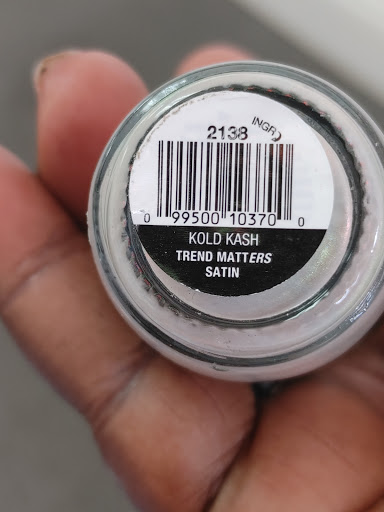 INGR
2138
0 99500 10370 0
KOLD KASH
TREND MATTERS
SATIN